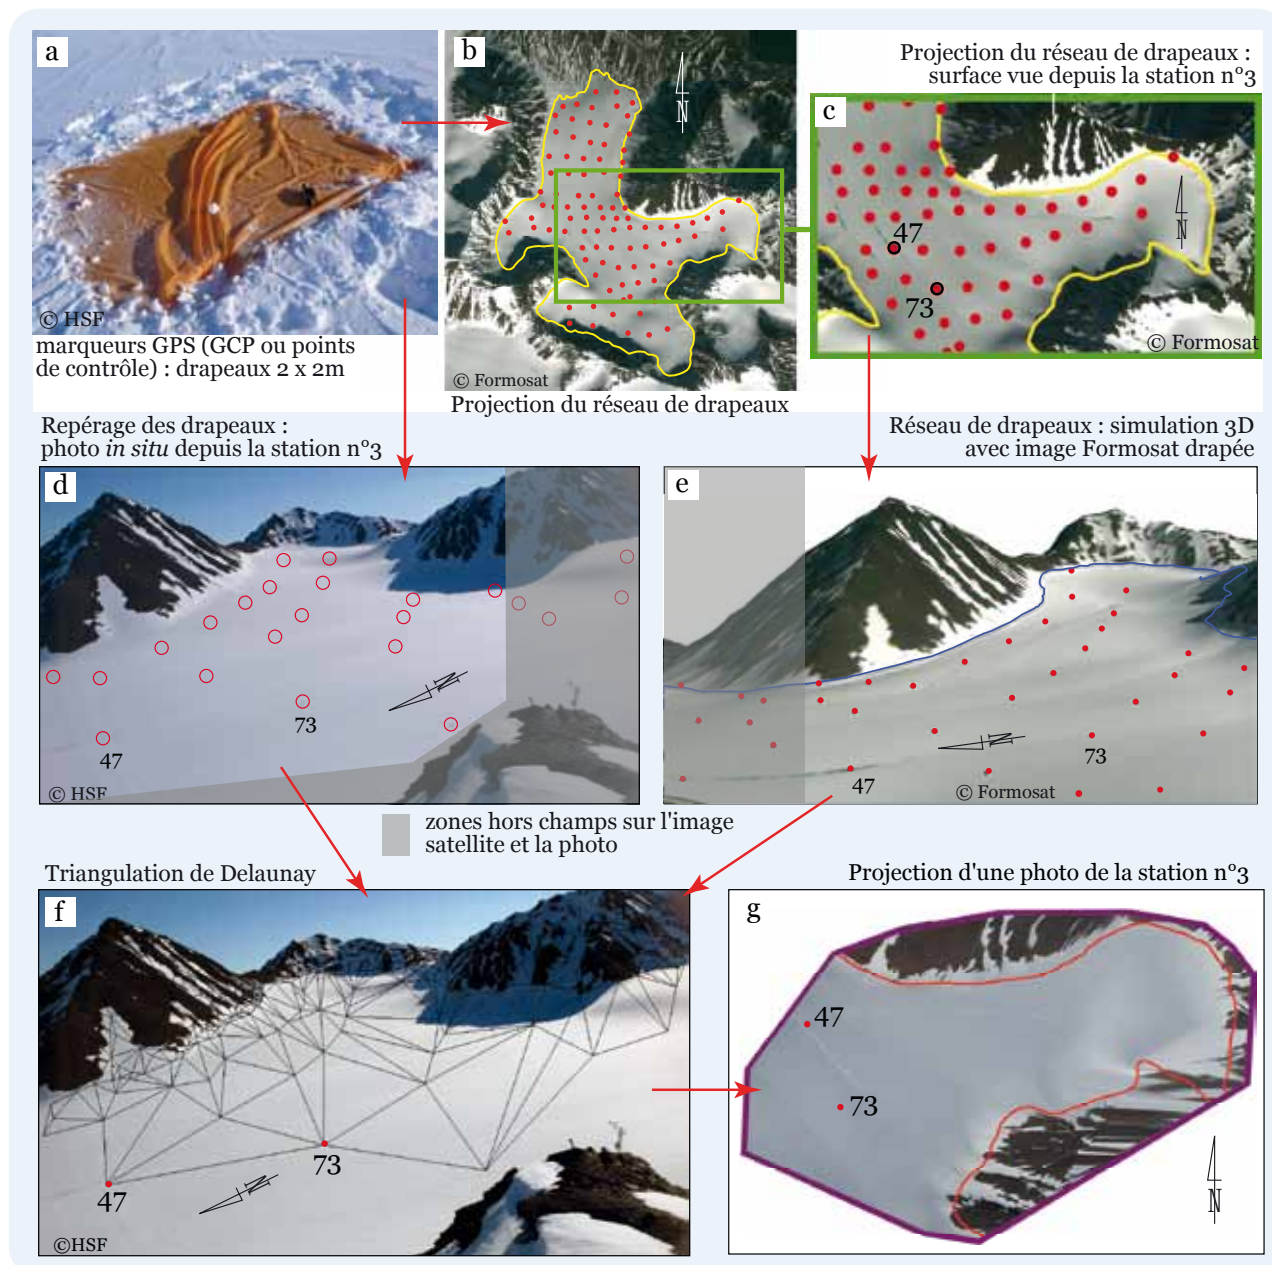 a
© HSF
marqueurs GPS (GCP ou points
de contrôle) : drapeaux 2 x 2m
b
N
© Formosat
Projection du réseau de drapeaux
Projection du réseau de drapeaux :
surface vue depuis la station n°3
c
N
47
73
© Formosat
Repérage des drapeaux :
photo in situ depuis la station n°3
d
N
47
73
© HSF
Réseau de drapeaux : simulation 3D
avec image Formosat drapée
e
N
47
73
© Formosat
zones hors champs sur l'image
satellite et la photo
Triangulation de Delaunay
f
47
73
N
©HSF
Projection d'une photo de la station n°3
g
47
73
N